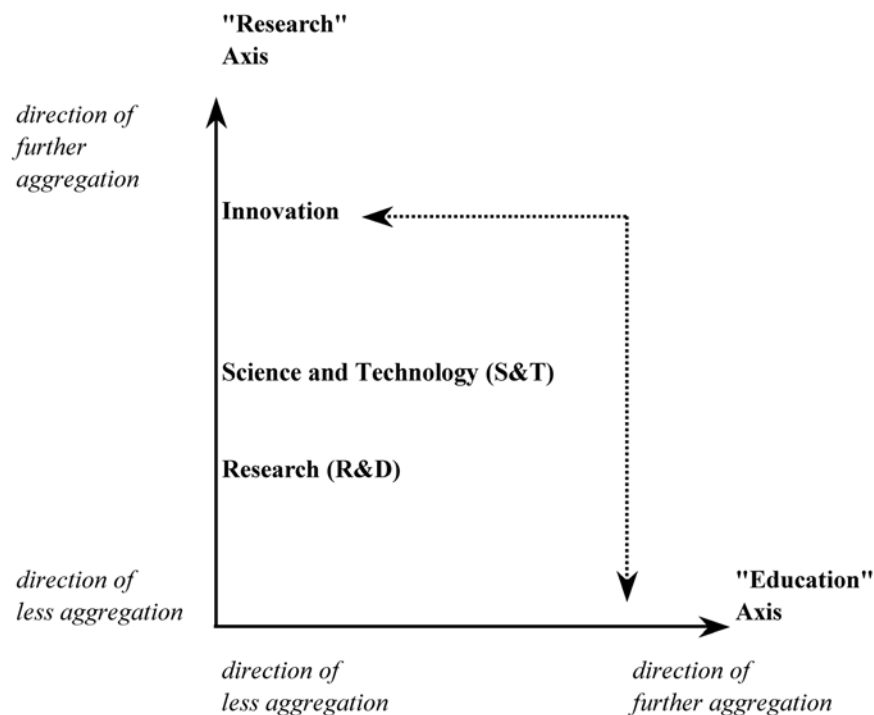 "Research"
Axis
direction of
further
aggregation
Innovation
Science and Technology (S&T)
Research (R&D)
direction of
less aggregation
"Education"
Axis
direction of
less aggregation
direction of
further aggregation